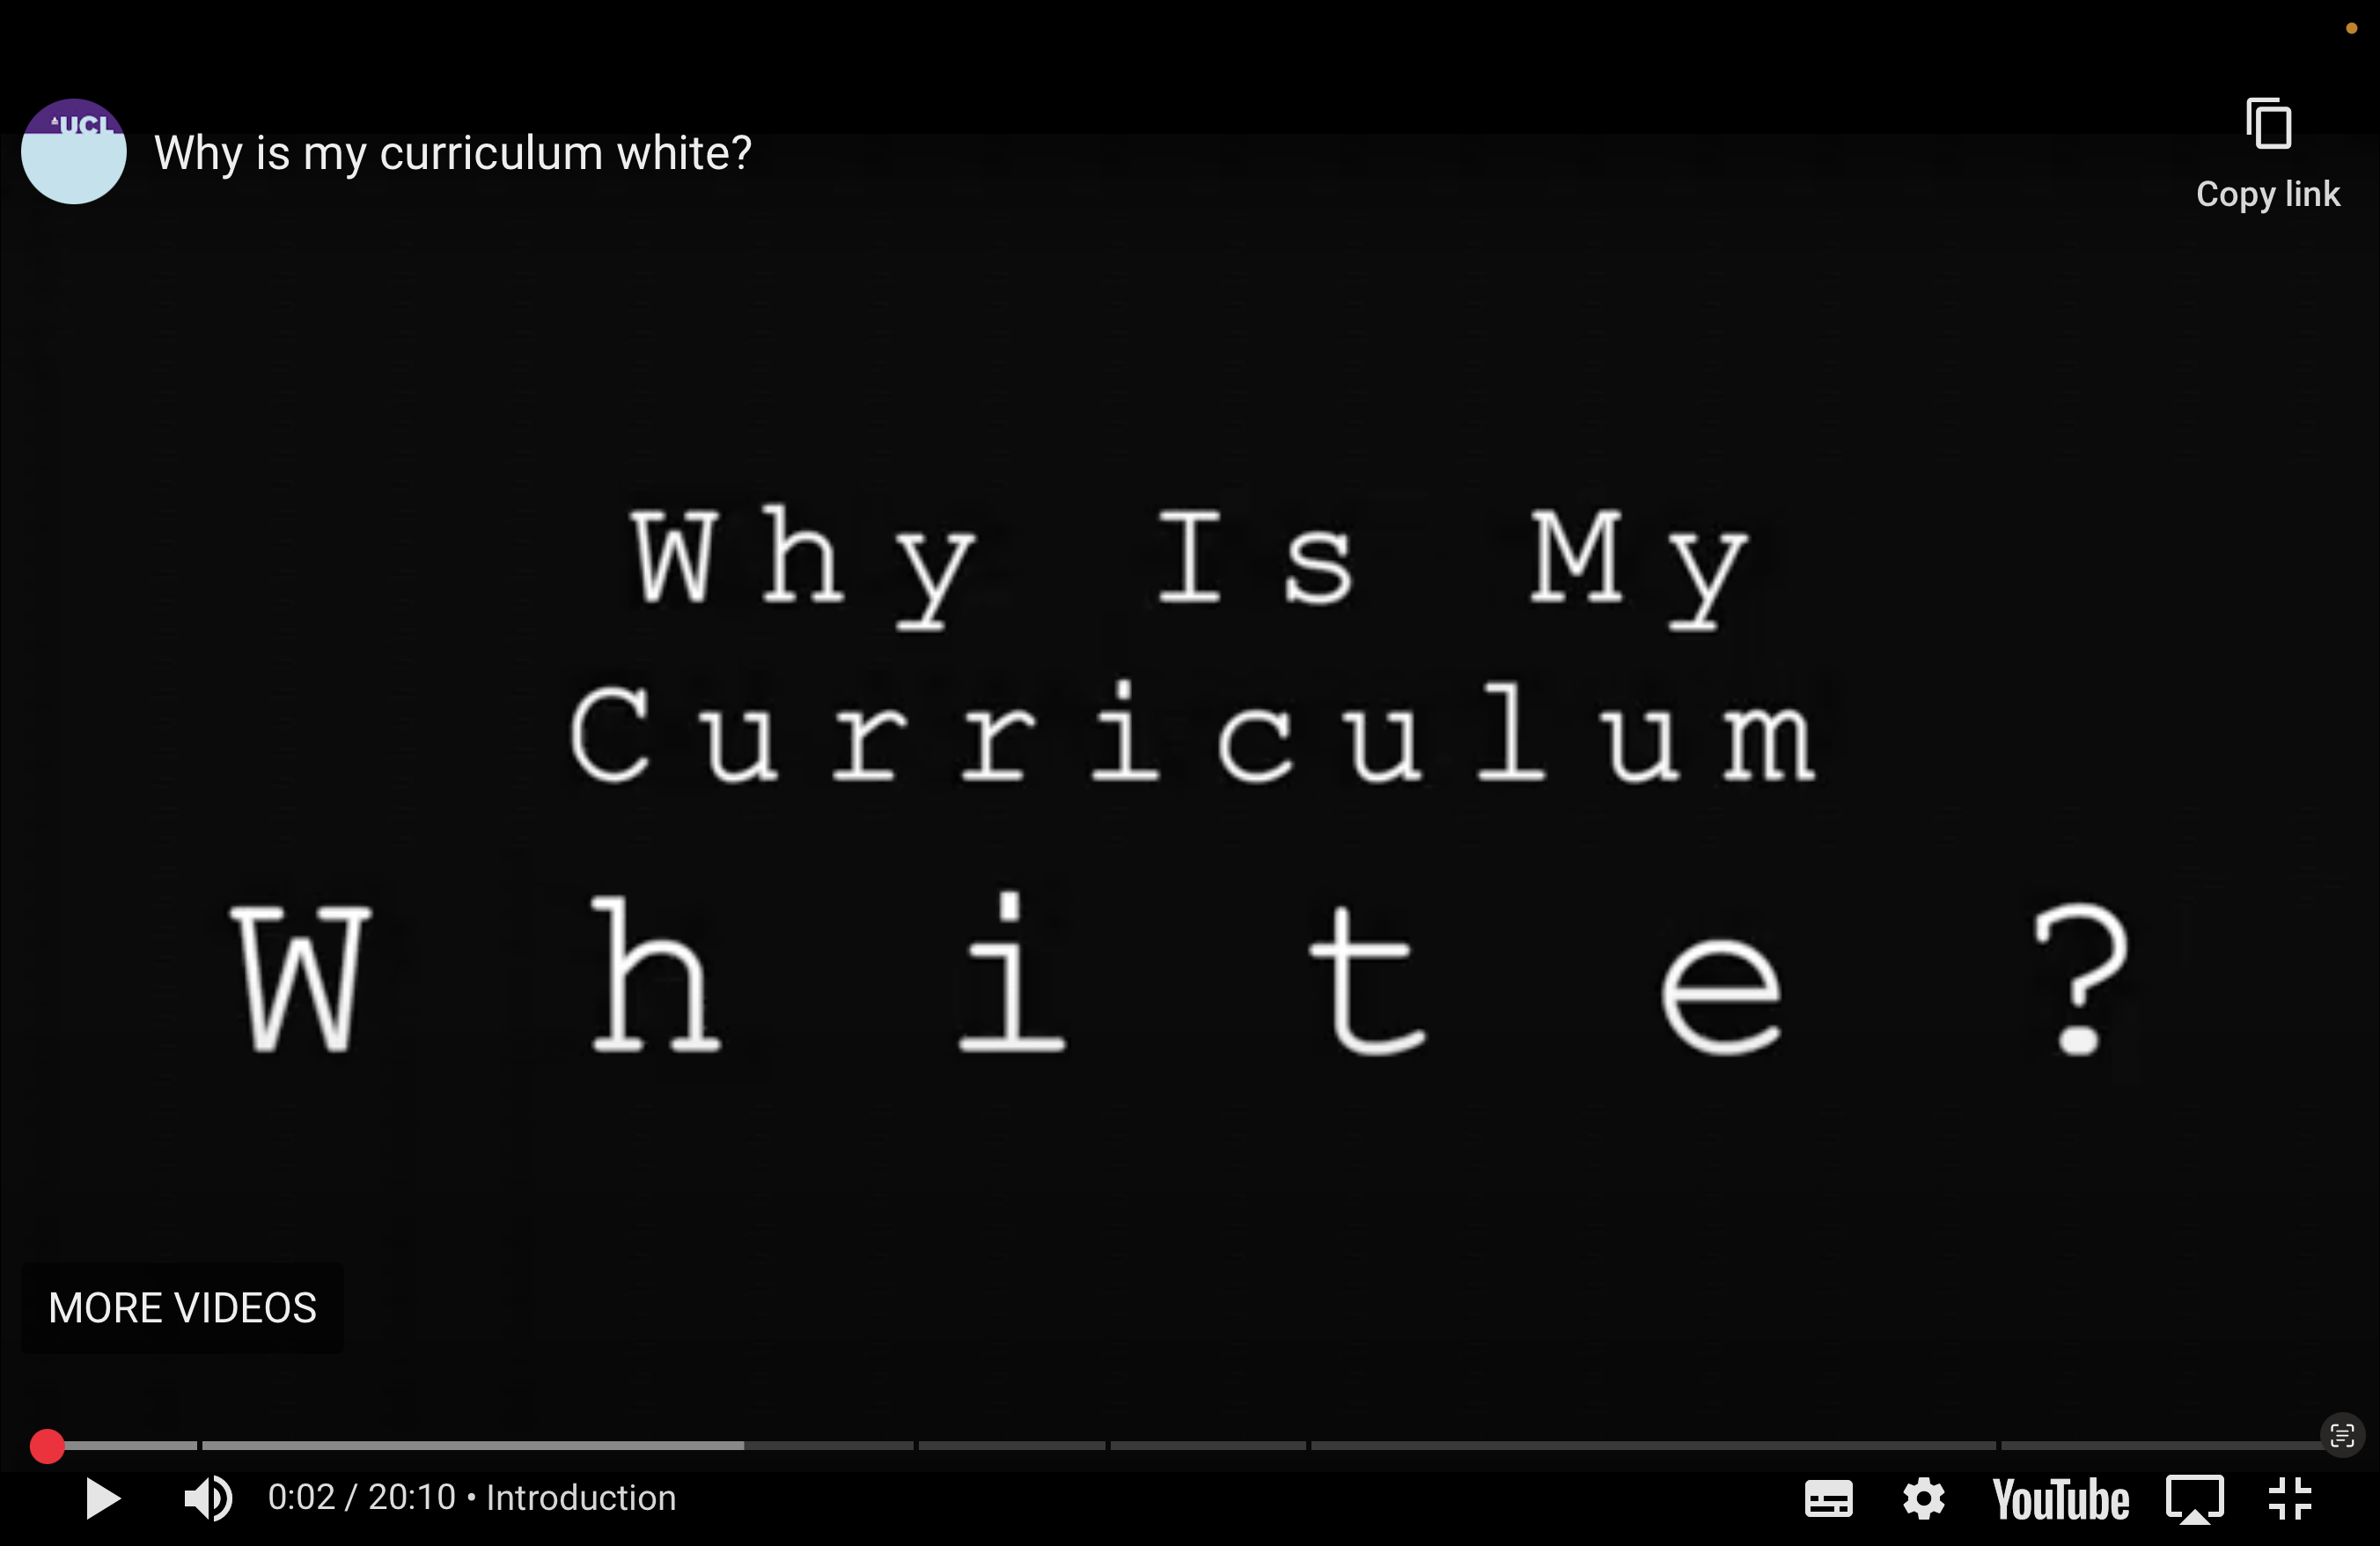 UCL
Why is my curriculum white?
Copy link
Why Is My
Curriculum
White?
MORE VIDEOS
0:02 / 20:10 • Introduction
YouTube